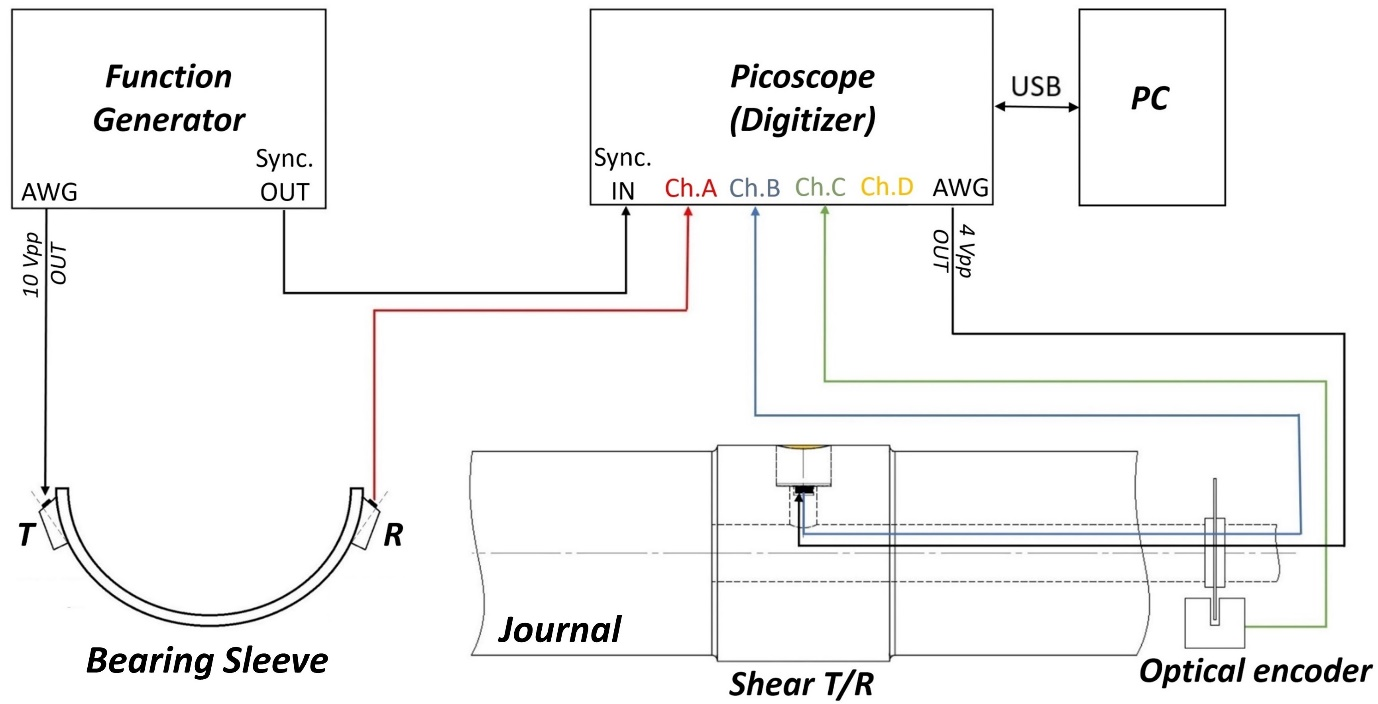 Function
Generator
Sync.
AWG
OUT
10 Vpp
OUT
Picoscope
(Digitizer)
Sync.
IN
Ch.A
Ch.B
Ch.C
Ch.D
AWG
4 Vpp
OUT
USB
PC
T
R
Bearing Sleeve
Journal
Shear T/R
Optical encoder